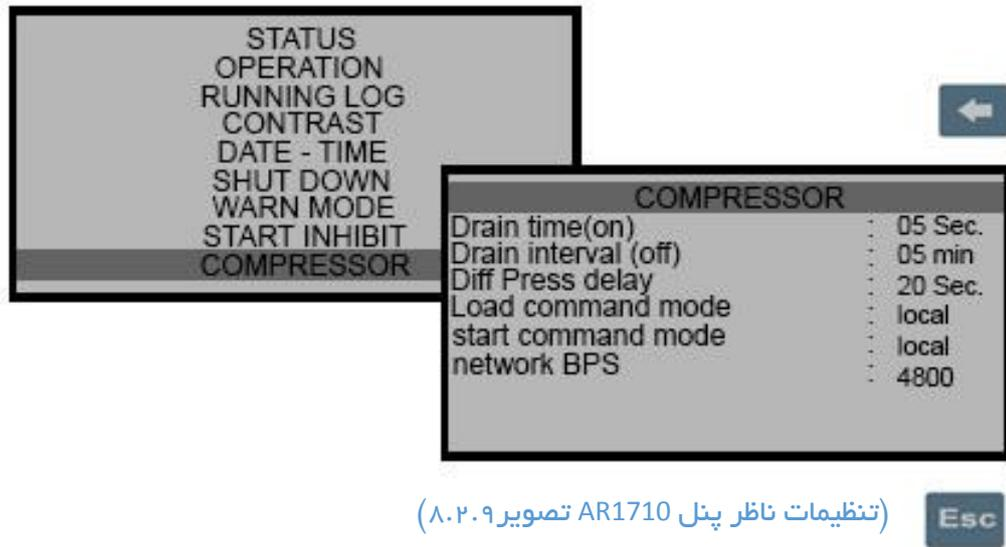 STATUS
OPERATION
RUNNING LOG
CONTRAST
DATE - TIME
SHUT DOWN
WARN MODE
START INHIBIT
COMPRESSOR
COMPRESSOR
Drain time(on) : 05 Sec.
Drain interval (off) : 05 min
Diff Press delay : 20 Sec.
Load command mode : local
start command mode : local
network BPS : 4800
(تنظیمات ناظر پنل AR1710 تصویر۸.۲.۹)
Esc